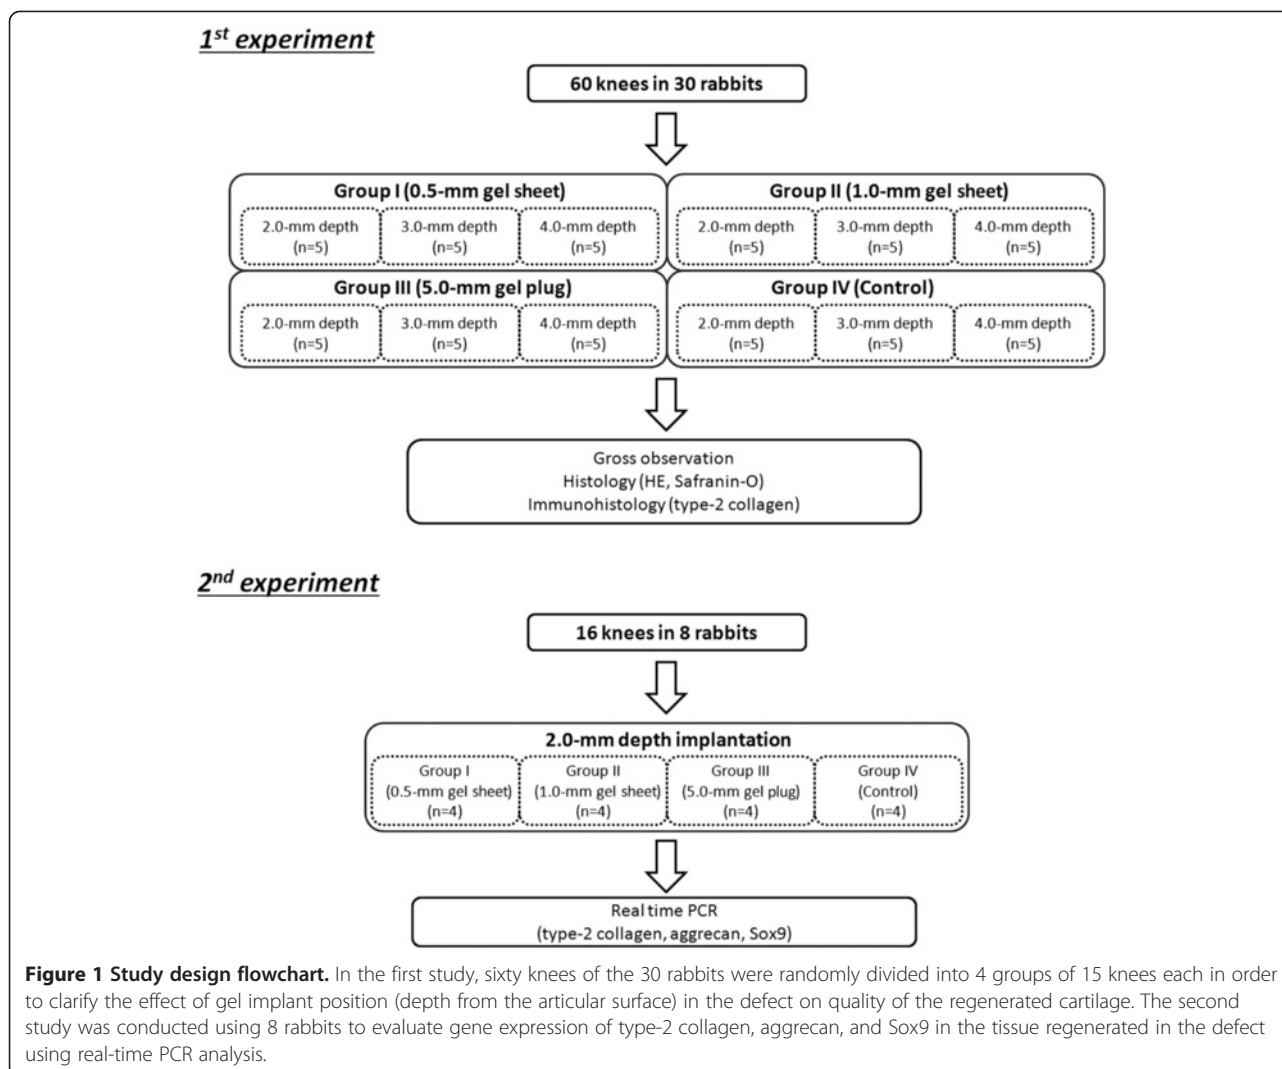 1st experiment
60 knees in 30 rabbits
Group I (0.5-mm gel sheet)
2.0-mm depth
(n=5)
3.0-mm depth
(n=5)
4.0-mm depth
(n=5)
Group II (1.0-mm gel sheet)
2.0-mm depth
(n=5)
3.0-mm depth
(n=5)
4.0-mm depth
(n=5)
Group III (5.0-mm gel plug)
2.0-mm depth
(n=5)
3.0-mm depth
(n=5)
4.0-mm depth
(n=5)
Group IV (Control)
2.0-mm depth
(n=5)
3.0-mm depth
(n=5)
4.0-mm depth
(n=5)
Gross observation
Histology (HE, Safranin-O)
Immunohistology (type-2 collagen)
2nd experiment
16 knees in 8 rabbits
2.0-mm depth implantation
Group I
(0.5-mm gel sheet)
(n=4)
Group II
(1.0-mm gel sheet)
(n=4)
Group III
(5.0-mm gel plug)
(n=4)
Group IV
(Control)
(n=4)
Real time PCR
(type-2 collagen, aggrecan, Sox9)
Figure 1 Study design flowchart. In the first study, sixty knees of the 30 rabbits were randomly divided into 4 groups of 15 knees each in order
to clarify the effect of gel implant position (depth from the articular surface) in the defect on quality of the regenerated cartilage. The second
study was conducted using 8 rabbits to evaluate gene expression of type-2 collagen, aggrecan, and Sox9 in the tissue regenerated in the defect
using real-time PCR analysis.